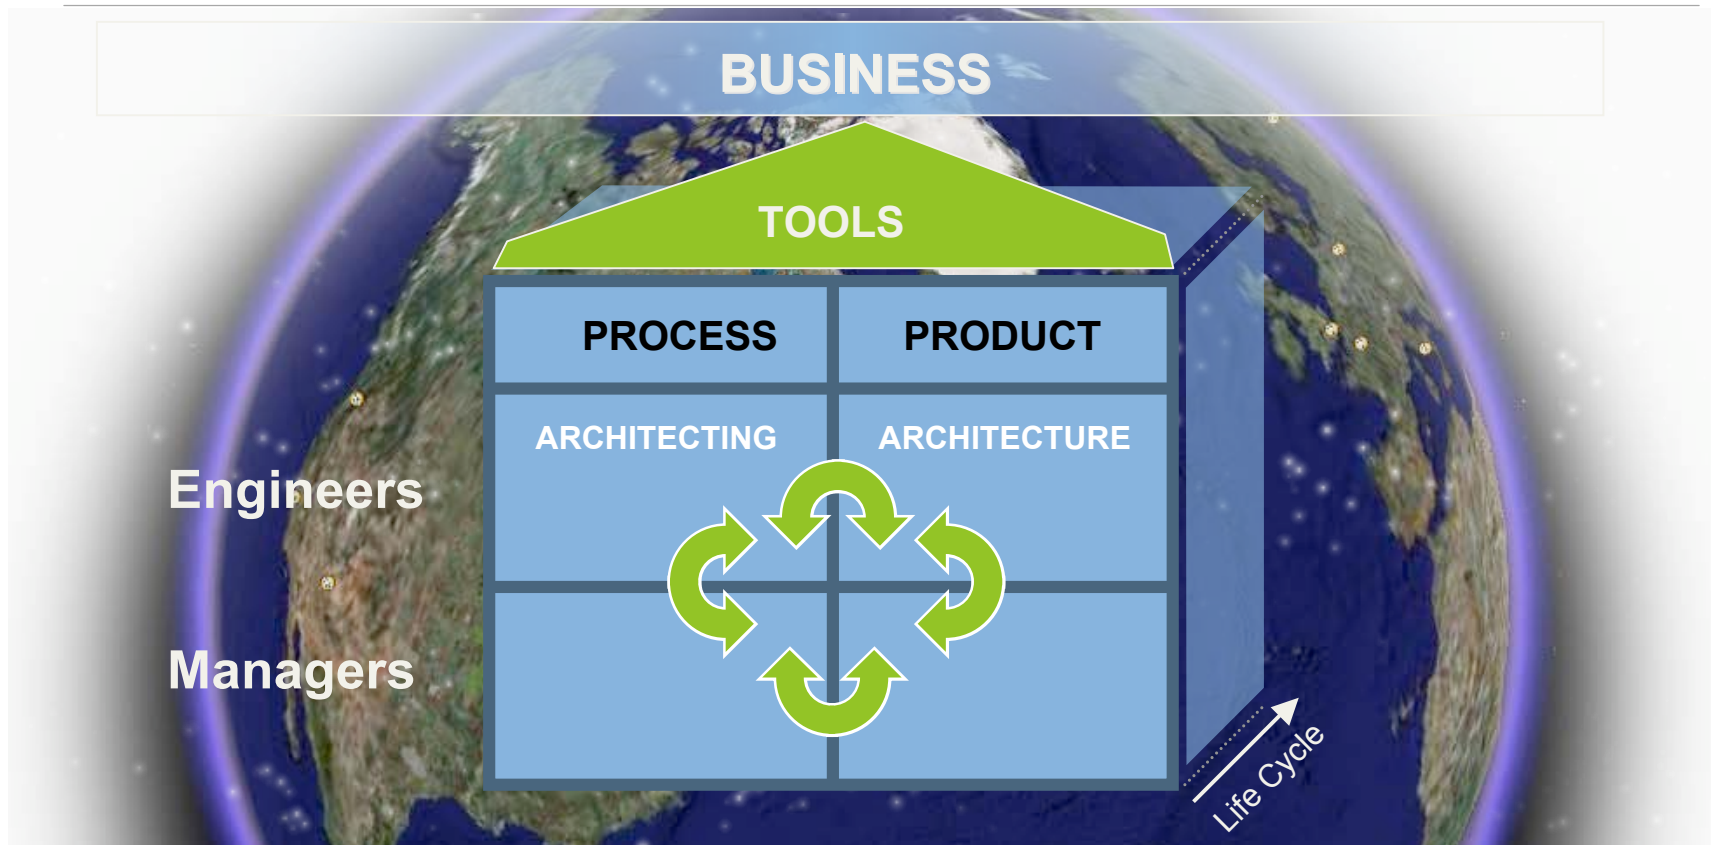 BUSINESS
TOOLS
PROCESS
PRODUCT
ARCHITECTING
ARCHITECTURE
Engineers
Managers
Life Cycle